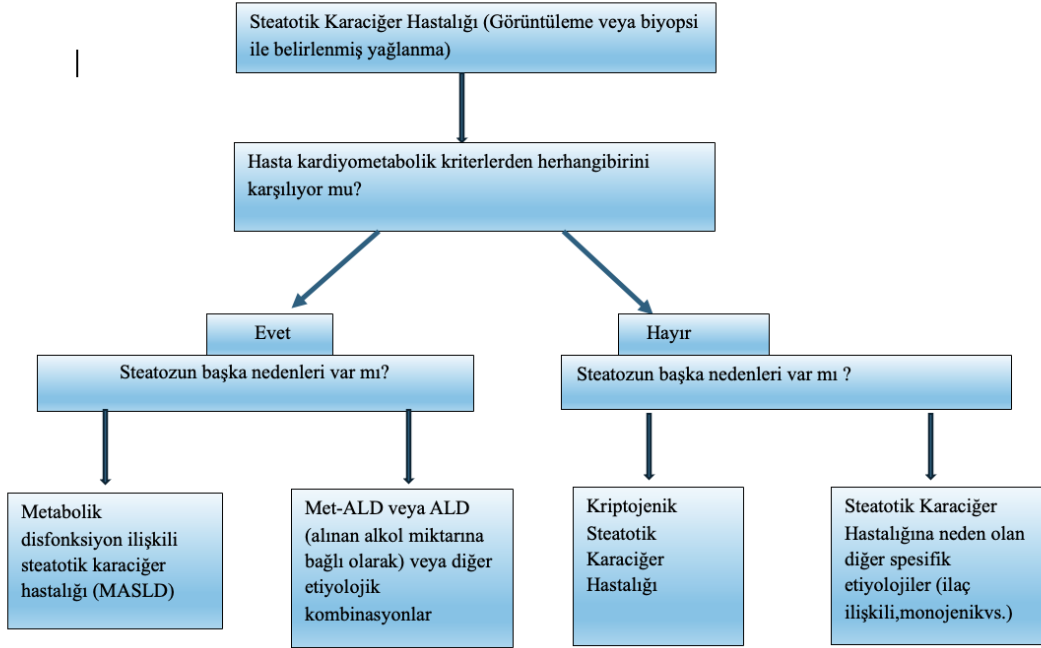 Steatotik Karaciğer Hastalığı (Görüntüleme veya biyopsi
ile belirlenmiş yağlanma)
Hasta kardiyometabolik kriterlerden herhangibirini
karşılıyor mu?
Evet
Hayır
Steatozun başka nedenleri var mı?
Steatozun başka nedenleri var mı ?
Metabolik
disfonksiyon ilişkili
steatotik karaciğer
hastalığı (MASLD)
Met-ALD veya ALD
(alınan alkol miktarına
bağlı olarak) veya diğer
etiyolojik
kombinasyonlar
Kriptojenik
Steatotik
Karaciğer
Hastalığı
Steatotik Karaciğer
Hastalığına neden olan
diğer spesifik
etiyolojiler (ilaç
ilişkili,monojenikvs.)